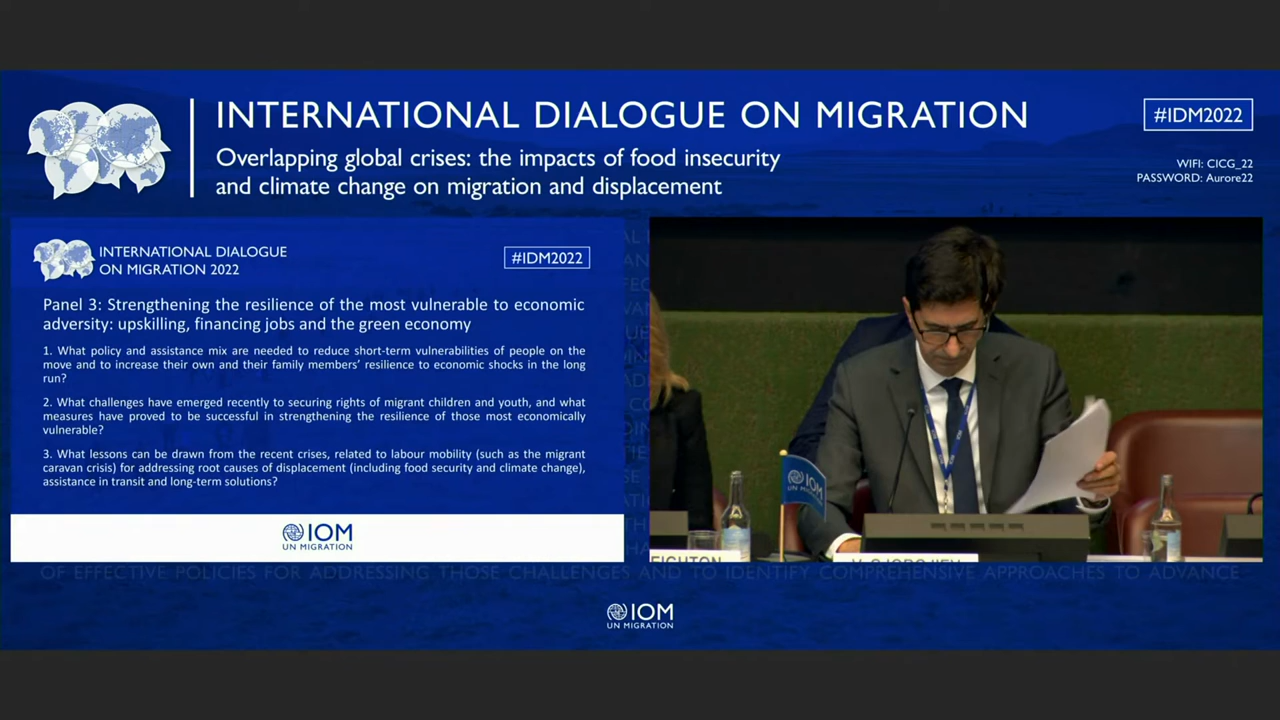 INTERNATIONAL DIALOGUE ON MIGRATION
Overlapping global crises: the impacts of food insecurity
and climate change on migration and displacement
#IDM2022
WIFI: CICG_22
PASSWORD: Aurore22
INTERNATIONAL DIALOGUE
ON MIGRATION 2022
#IDM2022
Panel 3: Strengthening the resilience of the most vulnerable to economic
adversity: upskilling, financing jobs and the green economy
1. What policy and assistance mix are needed to reduce short-term vulnerabilities of people on the
move and to increase their own and their family members’ resilience to economic shocks in the long
run?
2. What challenges have emerged recently to securing rights of migrant children and youth, and what
measures have proved to be successful in strengthening the resilience of those most economically
vulnerable?
3. What lessons can be drawn from the recent crises, related to labour mobility (such as the migrant
caravan crisis) for addressing root causes of displacement (including food security and climate change),
assistance in transit and long-term solutions?
IOM
UN MIGRATION
IOM
UN MIGRATION
EIGHTON
OF EFFECTIVE POLICIES FOR ADDRESSING THOSE CHALLENGES AND TO IDENTIFY COMPREHENSIVE APPROACHES TO ADVANCE
IOM
UN MIGRATION